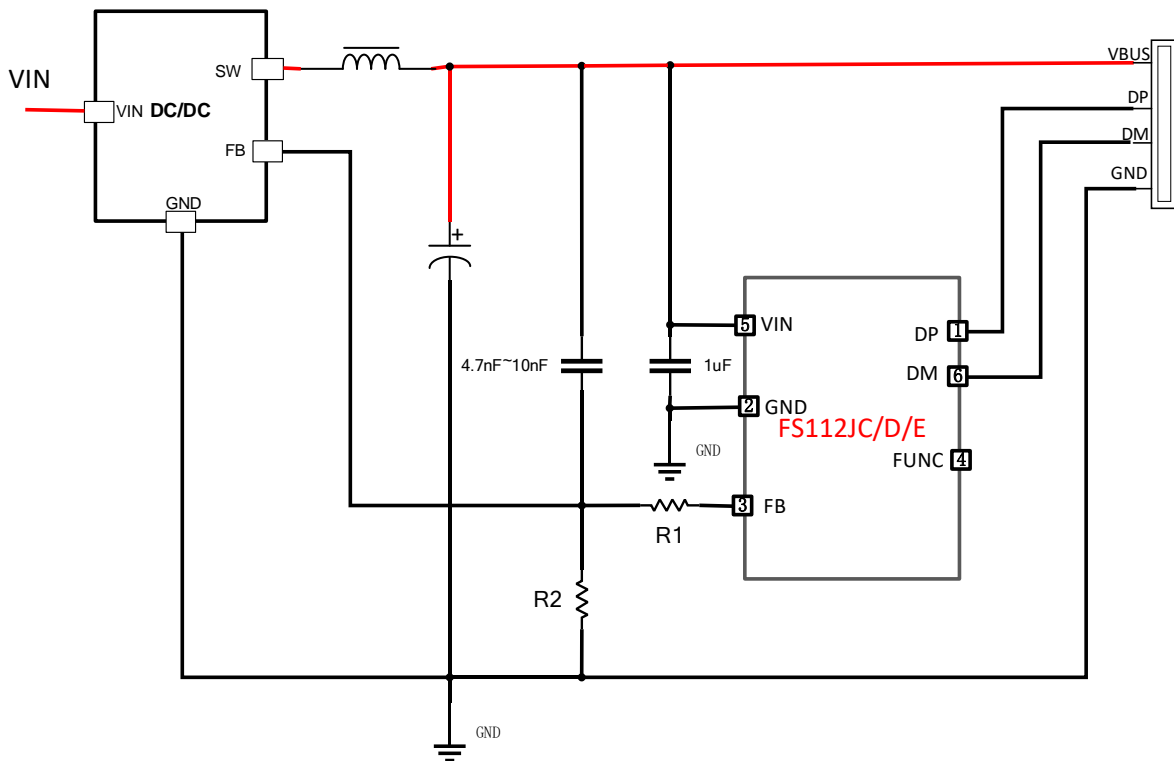 VIN
SW
VIN DC/DC
FB
GND
VBUS
DP
DM
GND
+
4.7nF~10nF
1uF
5 VIN
DP 1
DM 6
2 GND
FS112JC/D/E
FUNC 4
GND
3 FB
R1
R2
GND